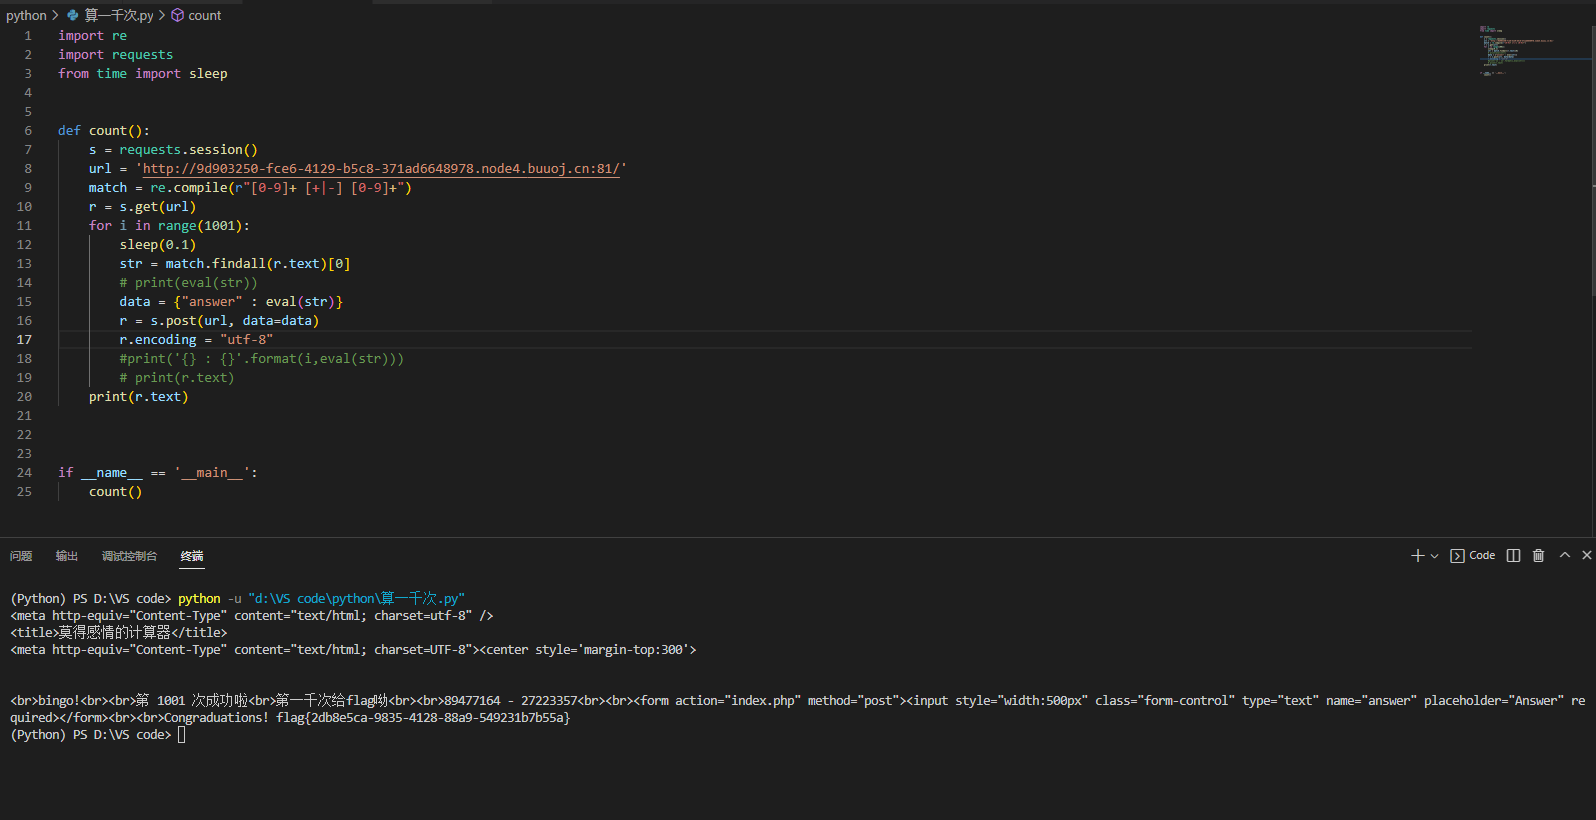 python > 算一千次.py > count
1 import re
2 import requests
3 from time import sleep
4
5
6 def count():
7     s = requests.session()
8     url = 'http://9d903250-fce6-4129-b5c8-371ad6648978.node4.buuoj.cn:81/'
9     match = re.compile(r"[0-9]+ [+|-] [0-9]+")
10     r = s.get(url)
11     for i in range(1001):
12         sleep(0.1)
13         str = match.findall(r.text)[0]
14         # print(eval(str))
15         data = {"answer" : eval(str)}
16         r = s.post(url, data=data)
17         r.encoding = "utf-8"
18         #print('{} : {}'.format(i,eval(str)))
19         # print(r.text)
20     print(r.text)
21
22
23
24 if __name__ == '__main__':
25     count()
问题 输出 调试控制台 终端 Code
(Python) PS D:\VS code> python -u "d:\VS code\python\算一千次.py"
<meta http-equiv="Content-Type" content="text/html; charset=utf-8" />
<title>莫得感情的计算器</title>
<meta http-equiv="Content-Type" content="text/html; charset=UTF-8"><center style='margin-top:300'>
<br>bingo!<br><br>第 1001 次成功啦<br>第一千次给flag呦<br><br>89477164 - 27223357<br><br><form action="index.php" method="post"><input style="width:500px" class="form-control" type="text" name="answer" placeholder="Answer" re
quired></form><br><br>Congraduations! flag{2db8e5ca-9835-4128-88a9-549231b7b55a}
(Python) PS D:\VS code>